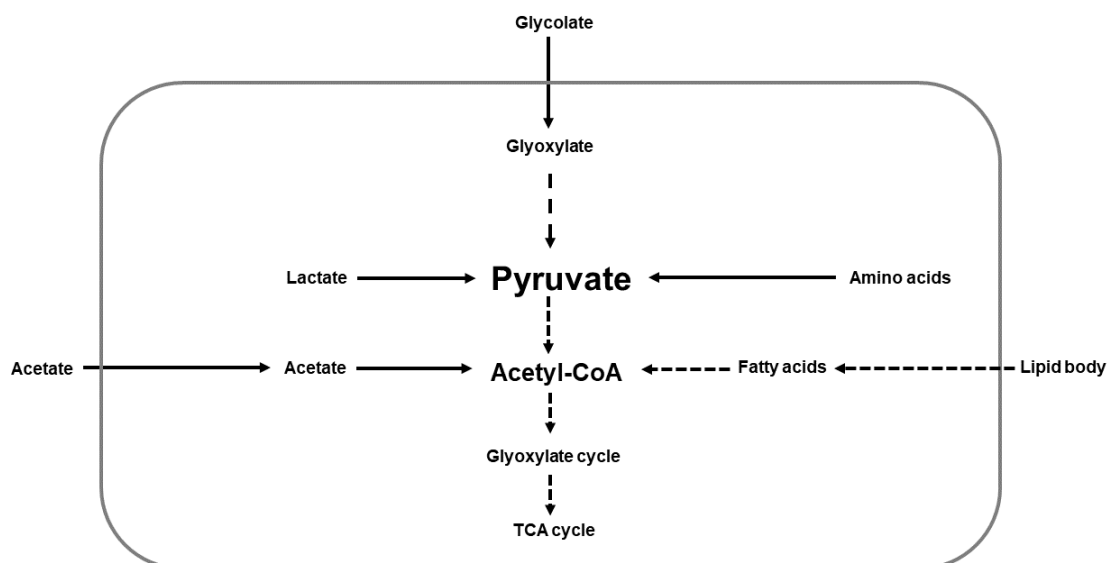 Glycolate
Glyoxylate
Lactate
Pyruvate
Amino acids
Acetate
Acetate
Acetyl-CoA
Fatty acids
Lipid body
Glyoxylate cycle
TCA cycle